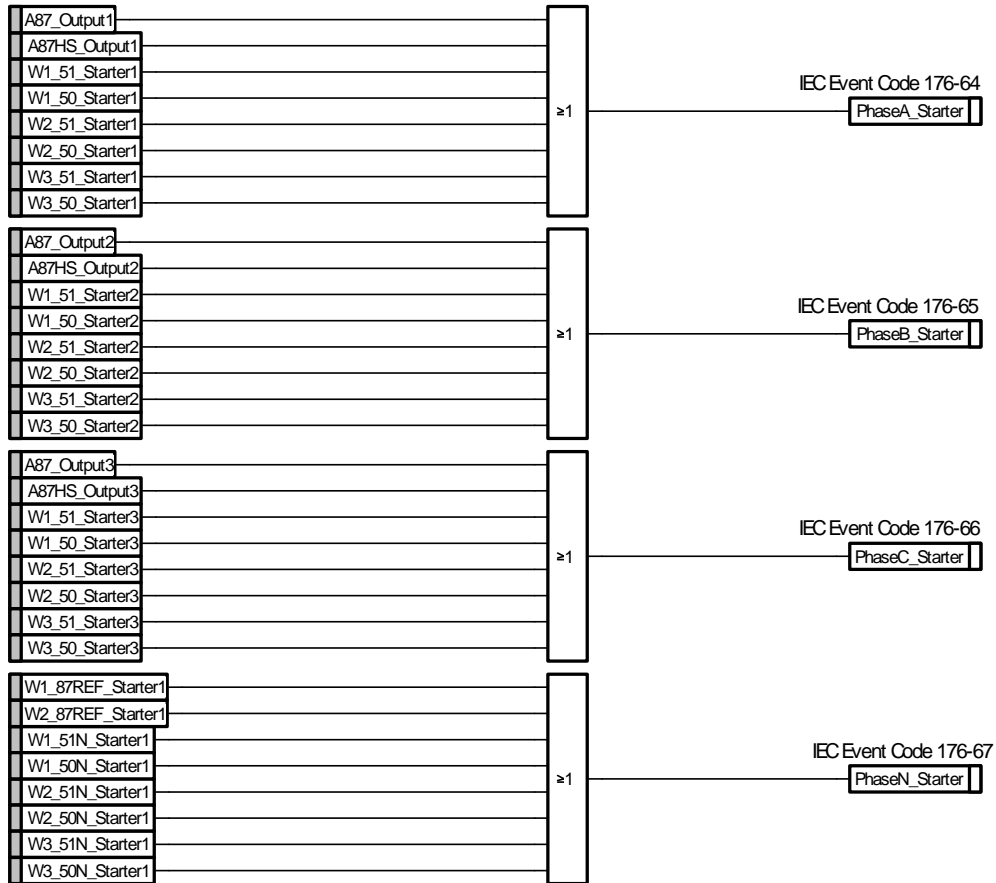 A87_Output1
A87HS_Output1
W1_51_Starter1
W1_50_Starter1
W2_51_Starter1
W2_50_Starter1
W3_51_Starter1
W3_50_Starter1
≥1
IEC Event Code 176-64
PhaseA_Starter
A87_Output2
A87HS_Output2
W1_51_Starter2
W1_50_Starter2
W2_51_Starter2
W2_50_Starter2
W3_51_Starter2
W3_50_Starter2
≥1
IEC Event Code 176-65
PhaseB_Starter
A87_Output3
A87HS_Output3
W1_51_Starter3
W1_50_Starter3
W2_51_Starter3
W2_50_Starter3
W3_51_Starter3
W3_50_Starter3
≥1
IEC Event Code 176-66
PhaseC_Starter
W1_87REF_Starter1
W2_87REF_Starter1
W1_51N_Starter1
W1_50N_Starter1
W2_51N_Starter1
W2_50N_Starter1
W3_51N_Starter1
W3_50N_Starter1
≥1
IEC Event Code 176-67
PhaseN_Starter